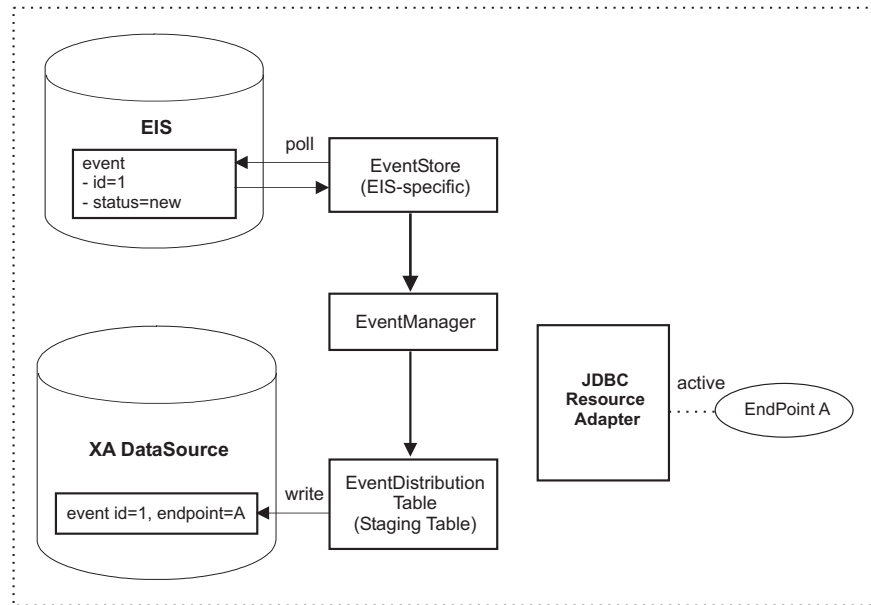 EIS
event
- id=1
- status=new
poll
EventStore
(EIS-specific)
EventManager
JDBC
Resource
Adapter
active
EndPoint A
XA DataSource
event id=1, endpoint=A
write
EventDistribution
Table
(Staging Table)